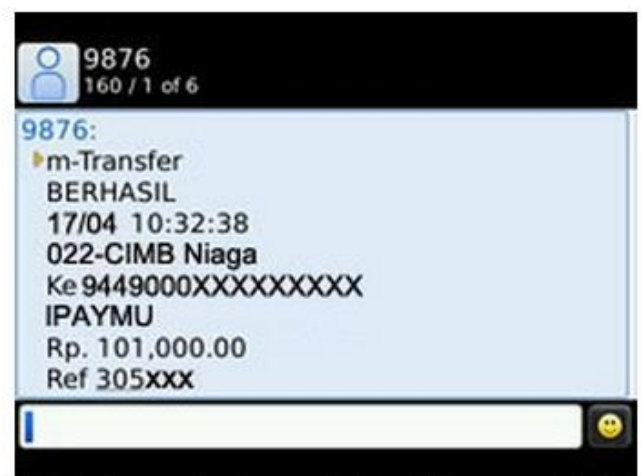 9876
160 / 1 of 6
9876:
m-Transfer
BERHASIL
17/04 10:32:38
022-CIMB Niaga
Ke 9449000XXXXXXXXX
IPAYMU
Rp. 101,000.00
Ref 305xxx